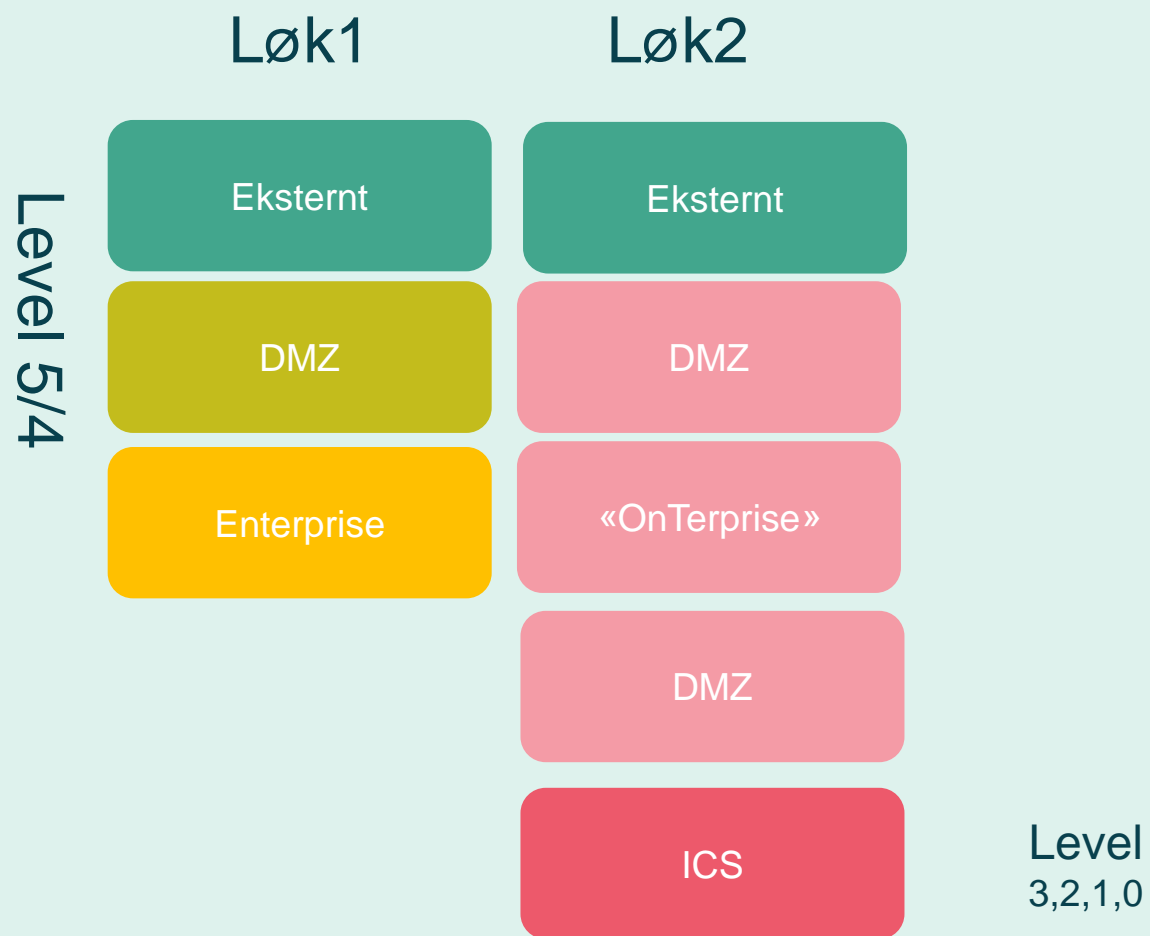 Løk1
Løk2
Level 5/4
Eksternt
Eksternt
DMZ
DMZ
Enterprise
«OnTerprise»
DMZ
ICS
Level
3,2,1,0